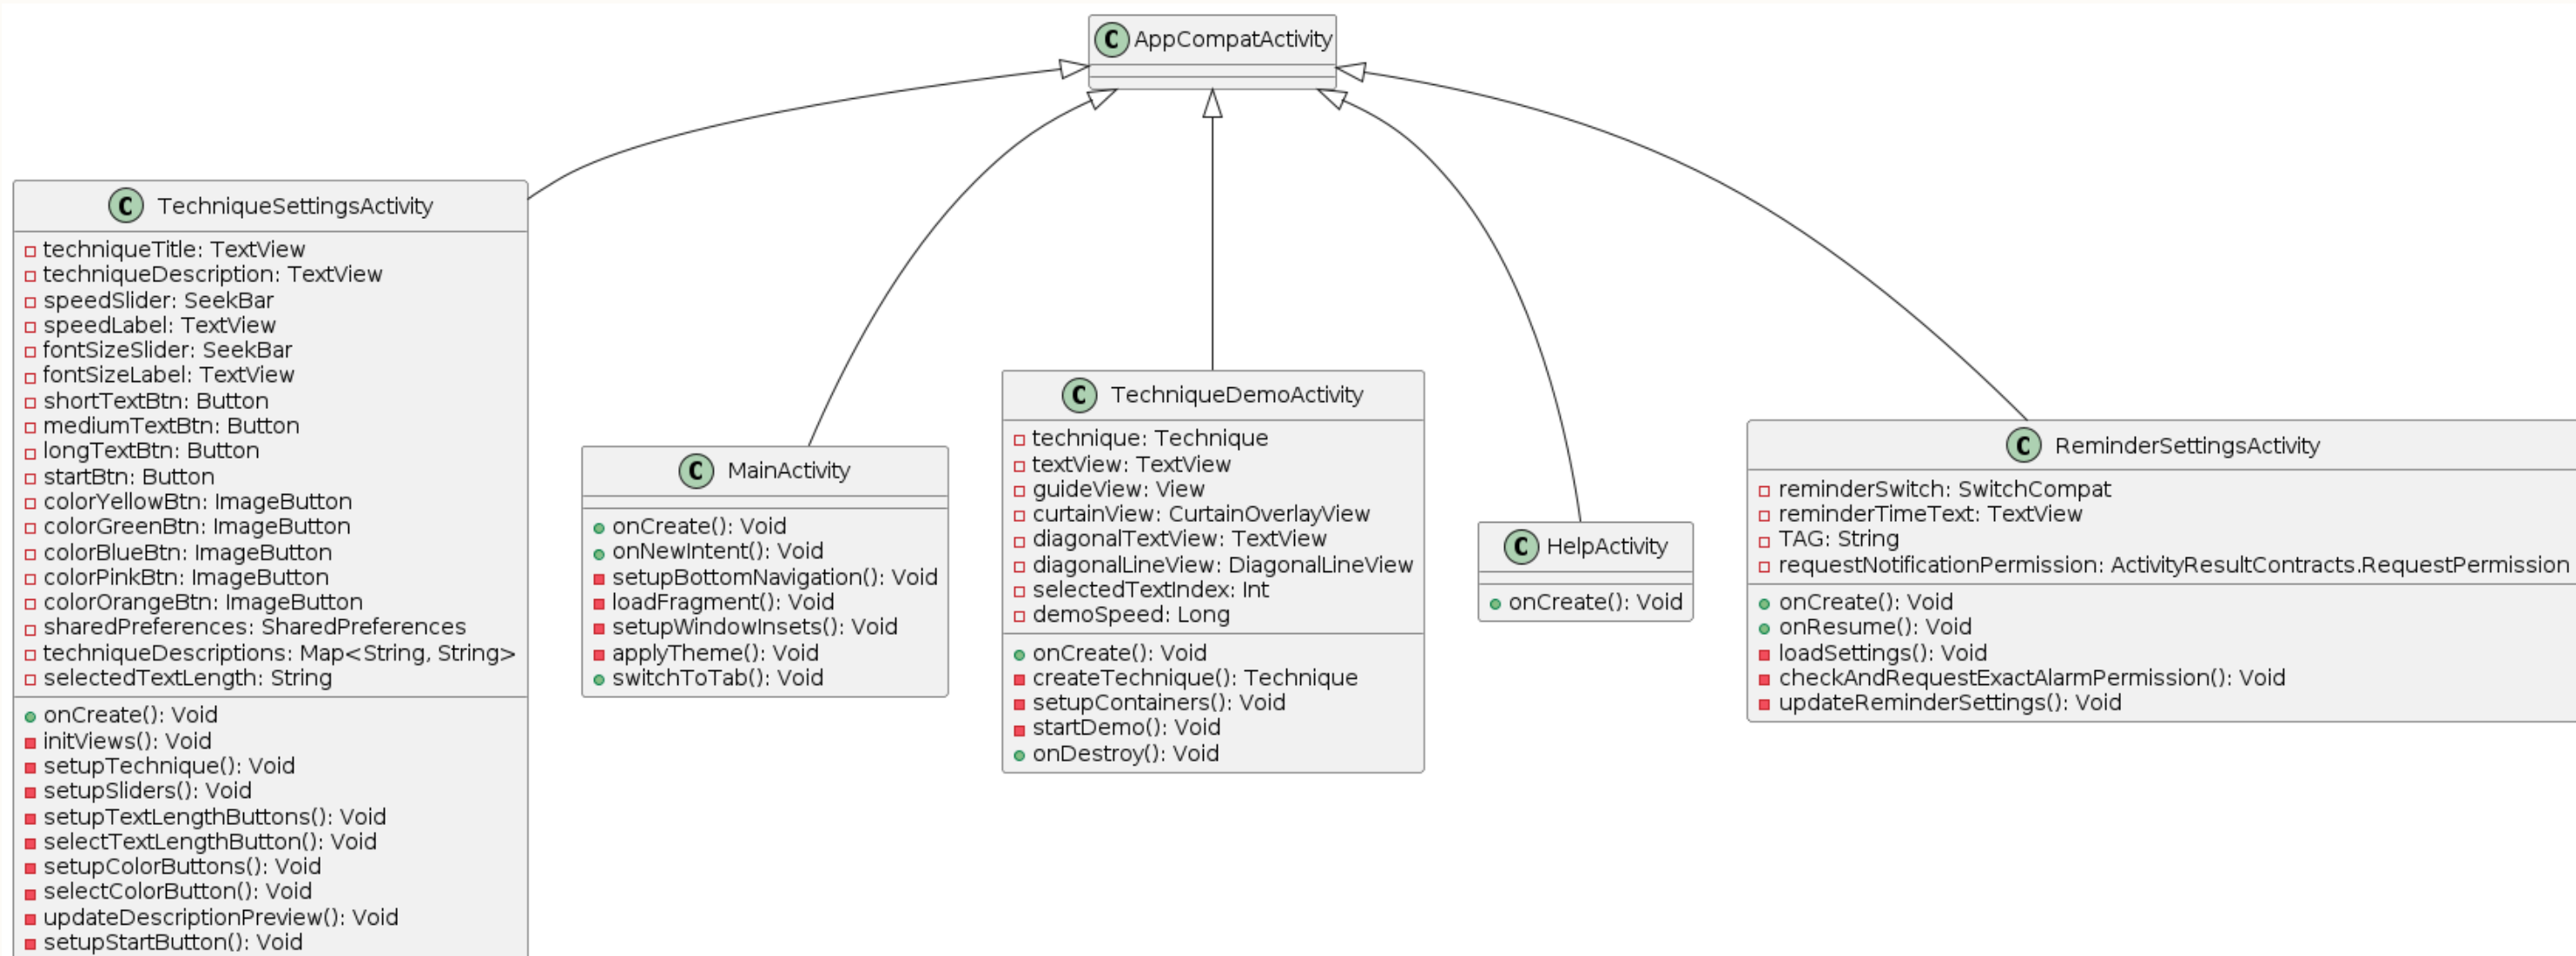 C AppCompatActivity
C TechniqueSettingsActivity
techniqueTitle: TextView
techniqueDescription: TextView
speedSlider: SeekBar
speedLabel: TextView
fontSizeSlider: SeekBar
fontSizeLabel: TextView
shortTextBtn: Button
mediumTextBtn: Button
longTextBtn: Button
startBtn: Button
colorYellowBtn: ImageButton
colorGreenBtn: ImageButton
colorBlueBtn: ImageButton
colorPinkBtn: ImageButton
colorOrangeBtn: ImageButton
sharedPreferences: SharedPreferences
techniqueDescriptions: Map<String, String>
selectedTextLength: String
onCreate(): Void
initViews(): Void
setupTechnique(): Void
setupSliders(): Void
setupTextLengthButtons(): Void
selectTextLengthButton(): Void
setupColorButtons(): Void
selectColorButton(): Void
updateDescriptionPreview(): Void
setupStartButton(): Void
C MainActivity
onCreate(): Void
onNewIntent(): Void
setupBottomNavigation(): Void
loadFragment(): Void
setupWindowInsets(): Void
applyTheme(): Void
switchToTab(): Void
C TechniqueDemoActivity
technique: Technique
textView: TextView
guideView: View
curtainView: CurtainOverlayView
diagonalTextView: TextView
diagonalLineView: DiagonalLineView
selectedTextIndex: Int
demoSpeed: Long
onCreate(): Void
createTechnique(): Technique
setupContainers(): Void
startDemo(): Void
onDestroy(): Void
C HelpActivity
onCreate(): Void
C ReminderSettingsActivity
reminderSwitch: SwitchCompat
reminderTimeText: TextView
TAG: String
requestNotificationPermission: ActivityResultContracts.RequestPermission
onCreate(): Void
onResume(): Void
loadSettings(): Void
checkAndRequestExactAlarmPermission(): Void
updateReminderSettings(): Void